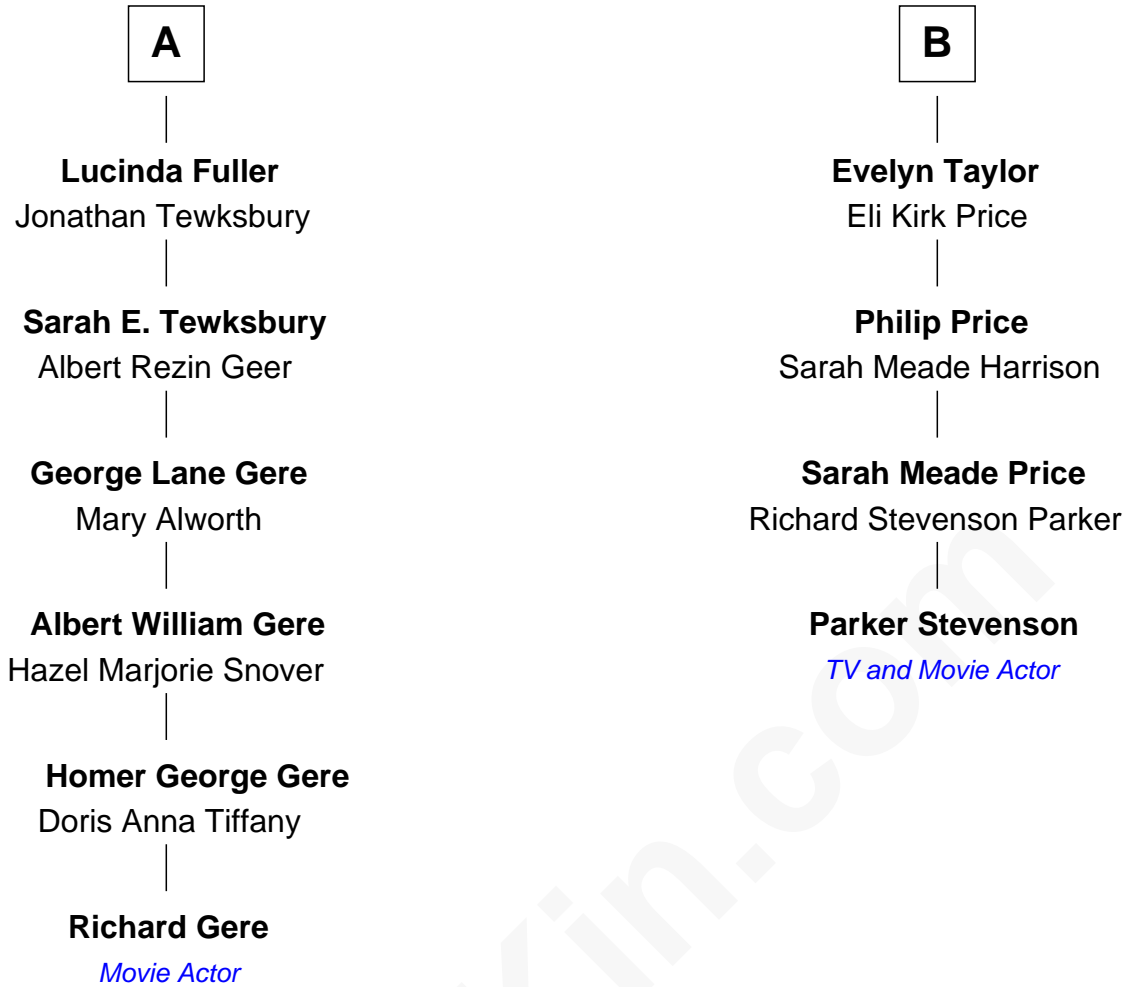 A
Lucinda Fuller
Jonathan Tewksbury
Sarah E. Tewksbury
Albert Rezin Geer
George Lane Gere
Mary Alworth
Albert William Gere
Hazel Marjorie Snover
Homer George Gere
Doris Anna Tiffany
Richard Gere
Movie Actor
B
Evelyn Taylor
Eli Kirk Price
Philip Price
Sarah Meade Harrison
Sarah Meade Price
Richard Stevenson Parker
Parker Stevenson
TV and Movie Actor
Kin.com